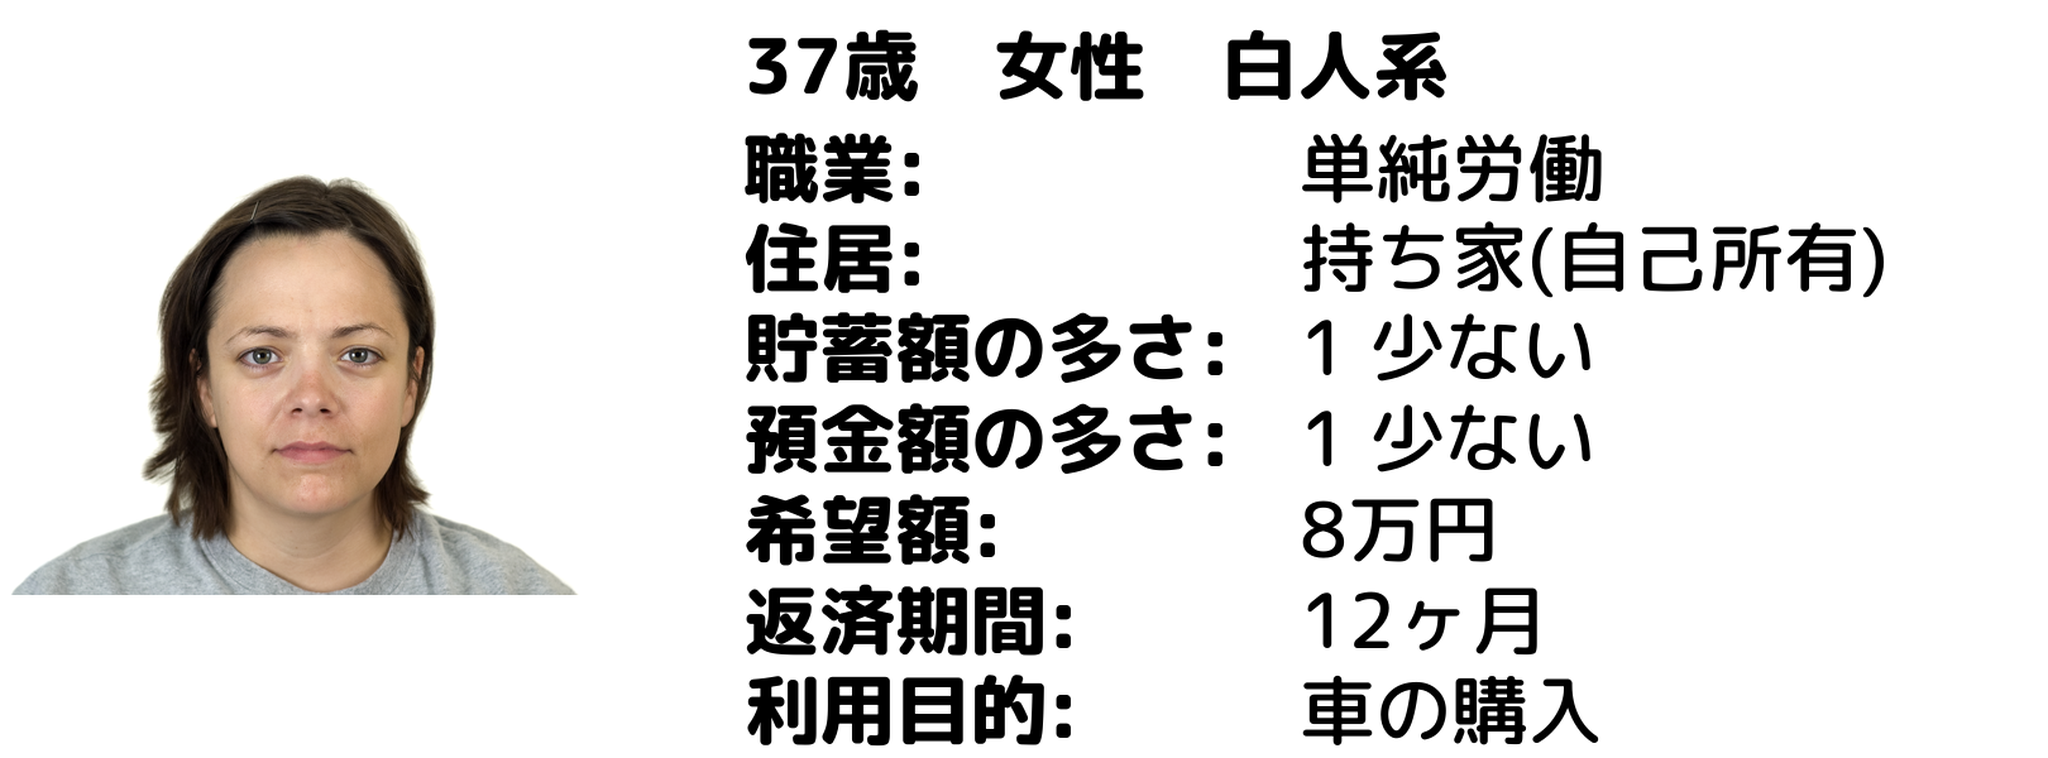 37歳　女性　白人系
職業: 単純労働
住居: 持ち家(自己所有)
貯蓄額の多さ: 1 少ない
預金額の多さ: 1 少ない
希望額: 8万円
返済期間: 12ヶ月
利用目的: 車の購入